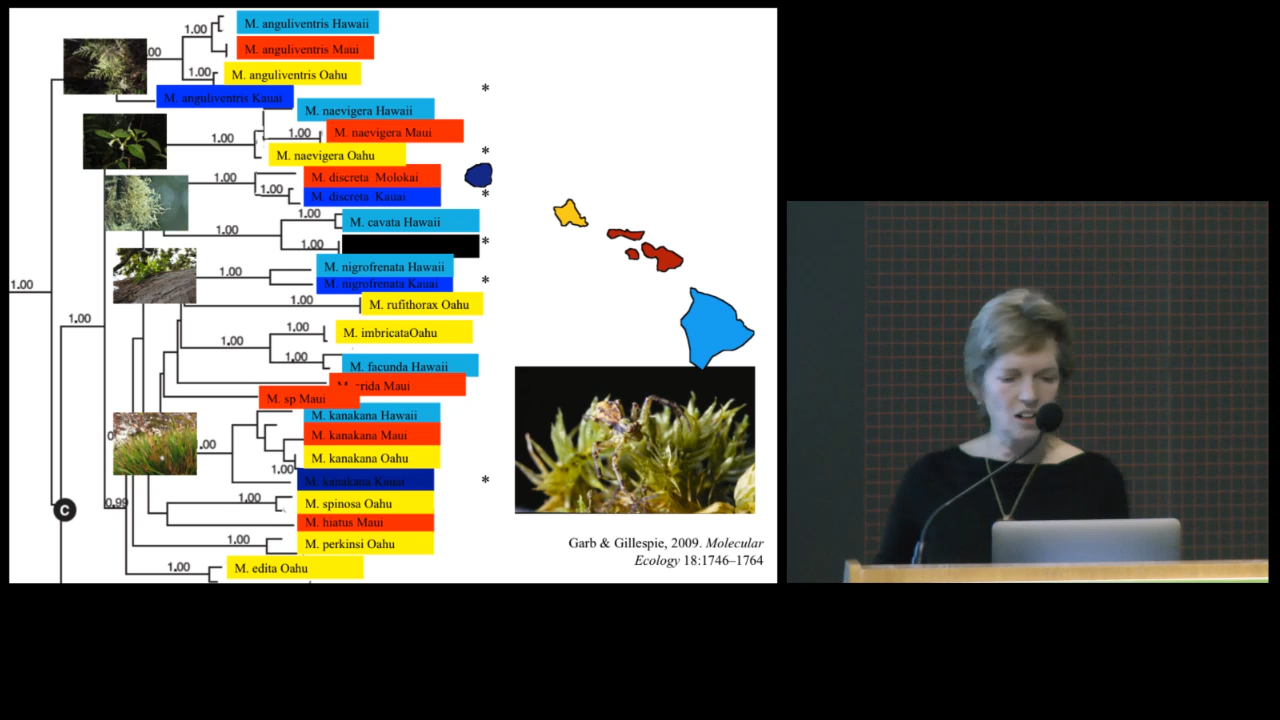 1.00
M. anguliventris Hawaii
M. anguliventris Maui
00
1.00
M. anguliventris Oahu
M. anguliventris Kauai
*
M. naevigera Hawaii
1.00
1.00
M. naevigera Maui
M. naevigera Oahu
*
1.00
M. discreta Molokai
1.00
M. discreta Kauai
*
1.00
M. cavata Hawaii
1.00
1.00
*
M. nigrofrenata Hawaii
1.00
M. nigrofrenata Kauai
*
1.00
1.00
M. rufithorax Oahu
1.00
1.00
M. imbricataOahu
1.00
1.00
M. facunda Hawaii
rida Maui
M. sp Maui
M. kanakana Hawaii
M. kanakana Maui
.00
M. kanakana Oahu
1.00
M. kanakana Kauai
*
1.00
M. spinosa Oahu
0.99
C
M. hiatus Maui
1.00
M. perkinsi Oahu
1.00
M. edita Oahu
Garb & Gillespie, 2009. Molecular
Ecology 18:1746–1764